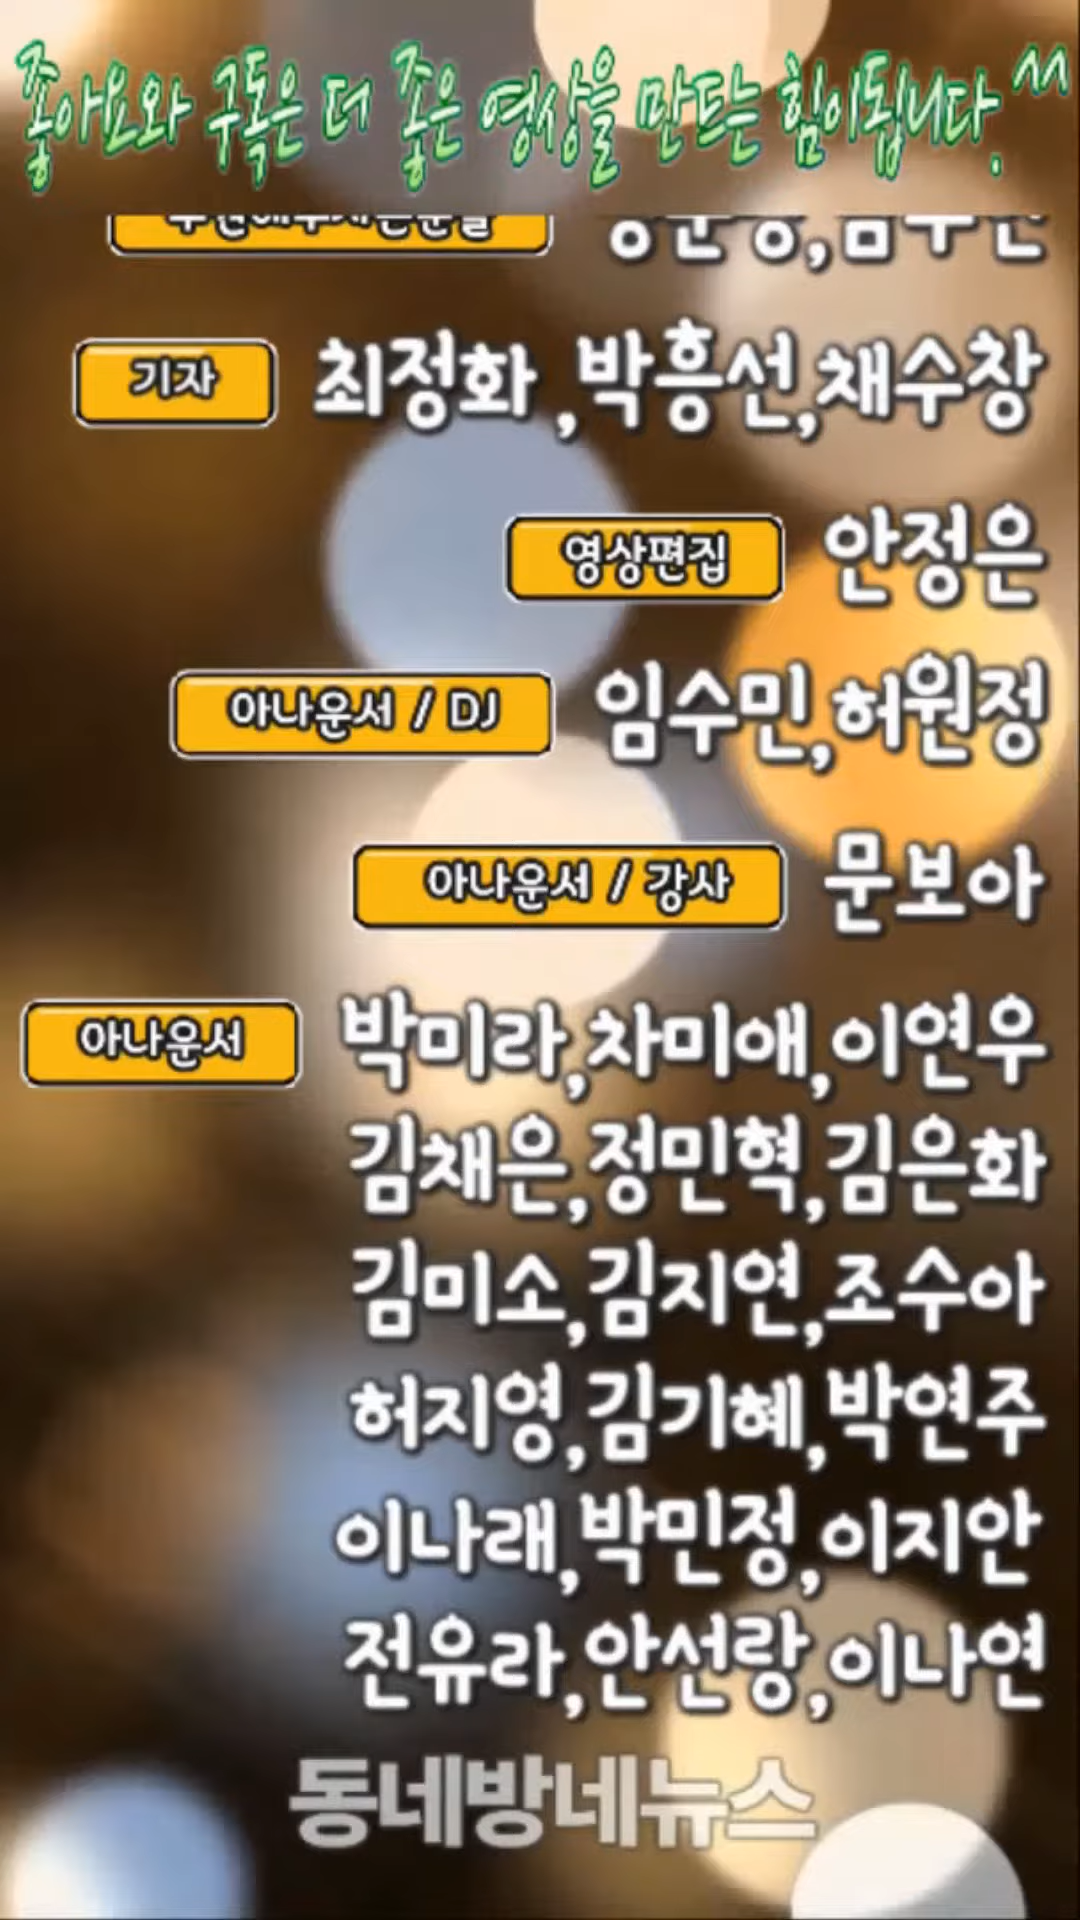 좋아요와 구독은 더 좋은 영상을 만드는 힘이됩니다.^^
기자 최정화 ,박흥선,채수창
영상편집 안정은
아나운서 / DJ 임수민,허원정
아나운서 / 강사 문보아
아나운서 박미라,차미애,이연우
김채은,정민혁,김은화
김미소,김지연,조수아
허지영,김기혜,박연주
이나래,박민정,이지안
전유라,안선랑,이나연
동네방네뉴스